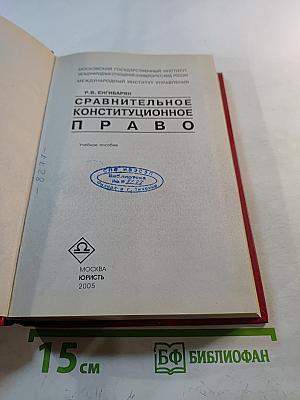 МОСКОВСКИЙ ГОСУДАРСТВЕННЫЙ ИНСТИТУТ
МЕЖДУНАРОДНЫХ ОТНОШЕНИЙ (УНИВЕРСИТЕТ) МИД РОССИИ
МЕЖДУНАРОДНЫЙ ИНСТИТУТ УПРАВЛЕНИЯ
Р.В. ЕНГИБАРЯН
СРАВНИТЕЛЬНОЕ
КОНСТИТУЦИОННОЕ
ПРАВО
Учебное пособие
Библиотека
МОСКВА
ЮРИСТЪ
2005
15 см
БФ БИБЛИОФАН